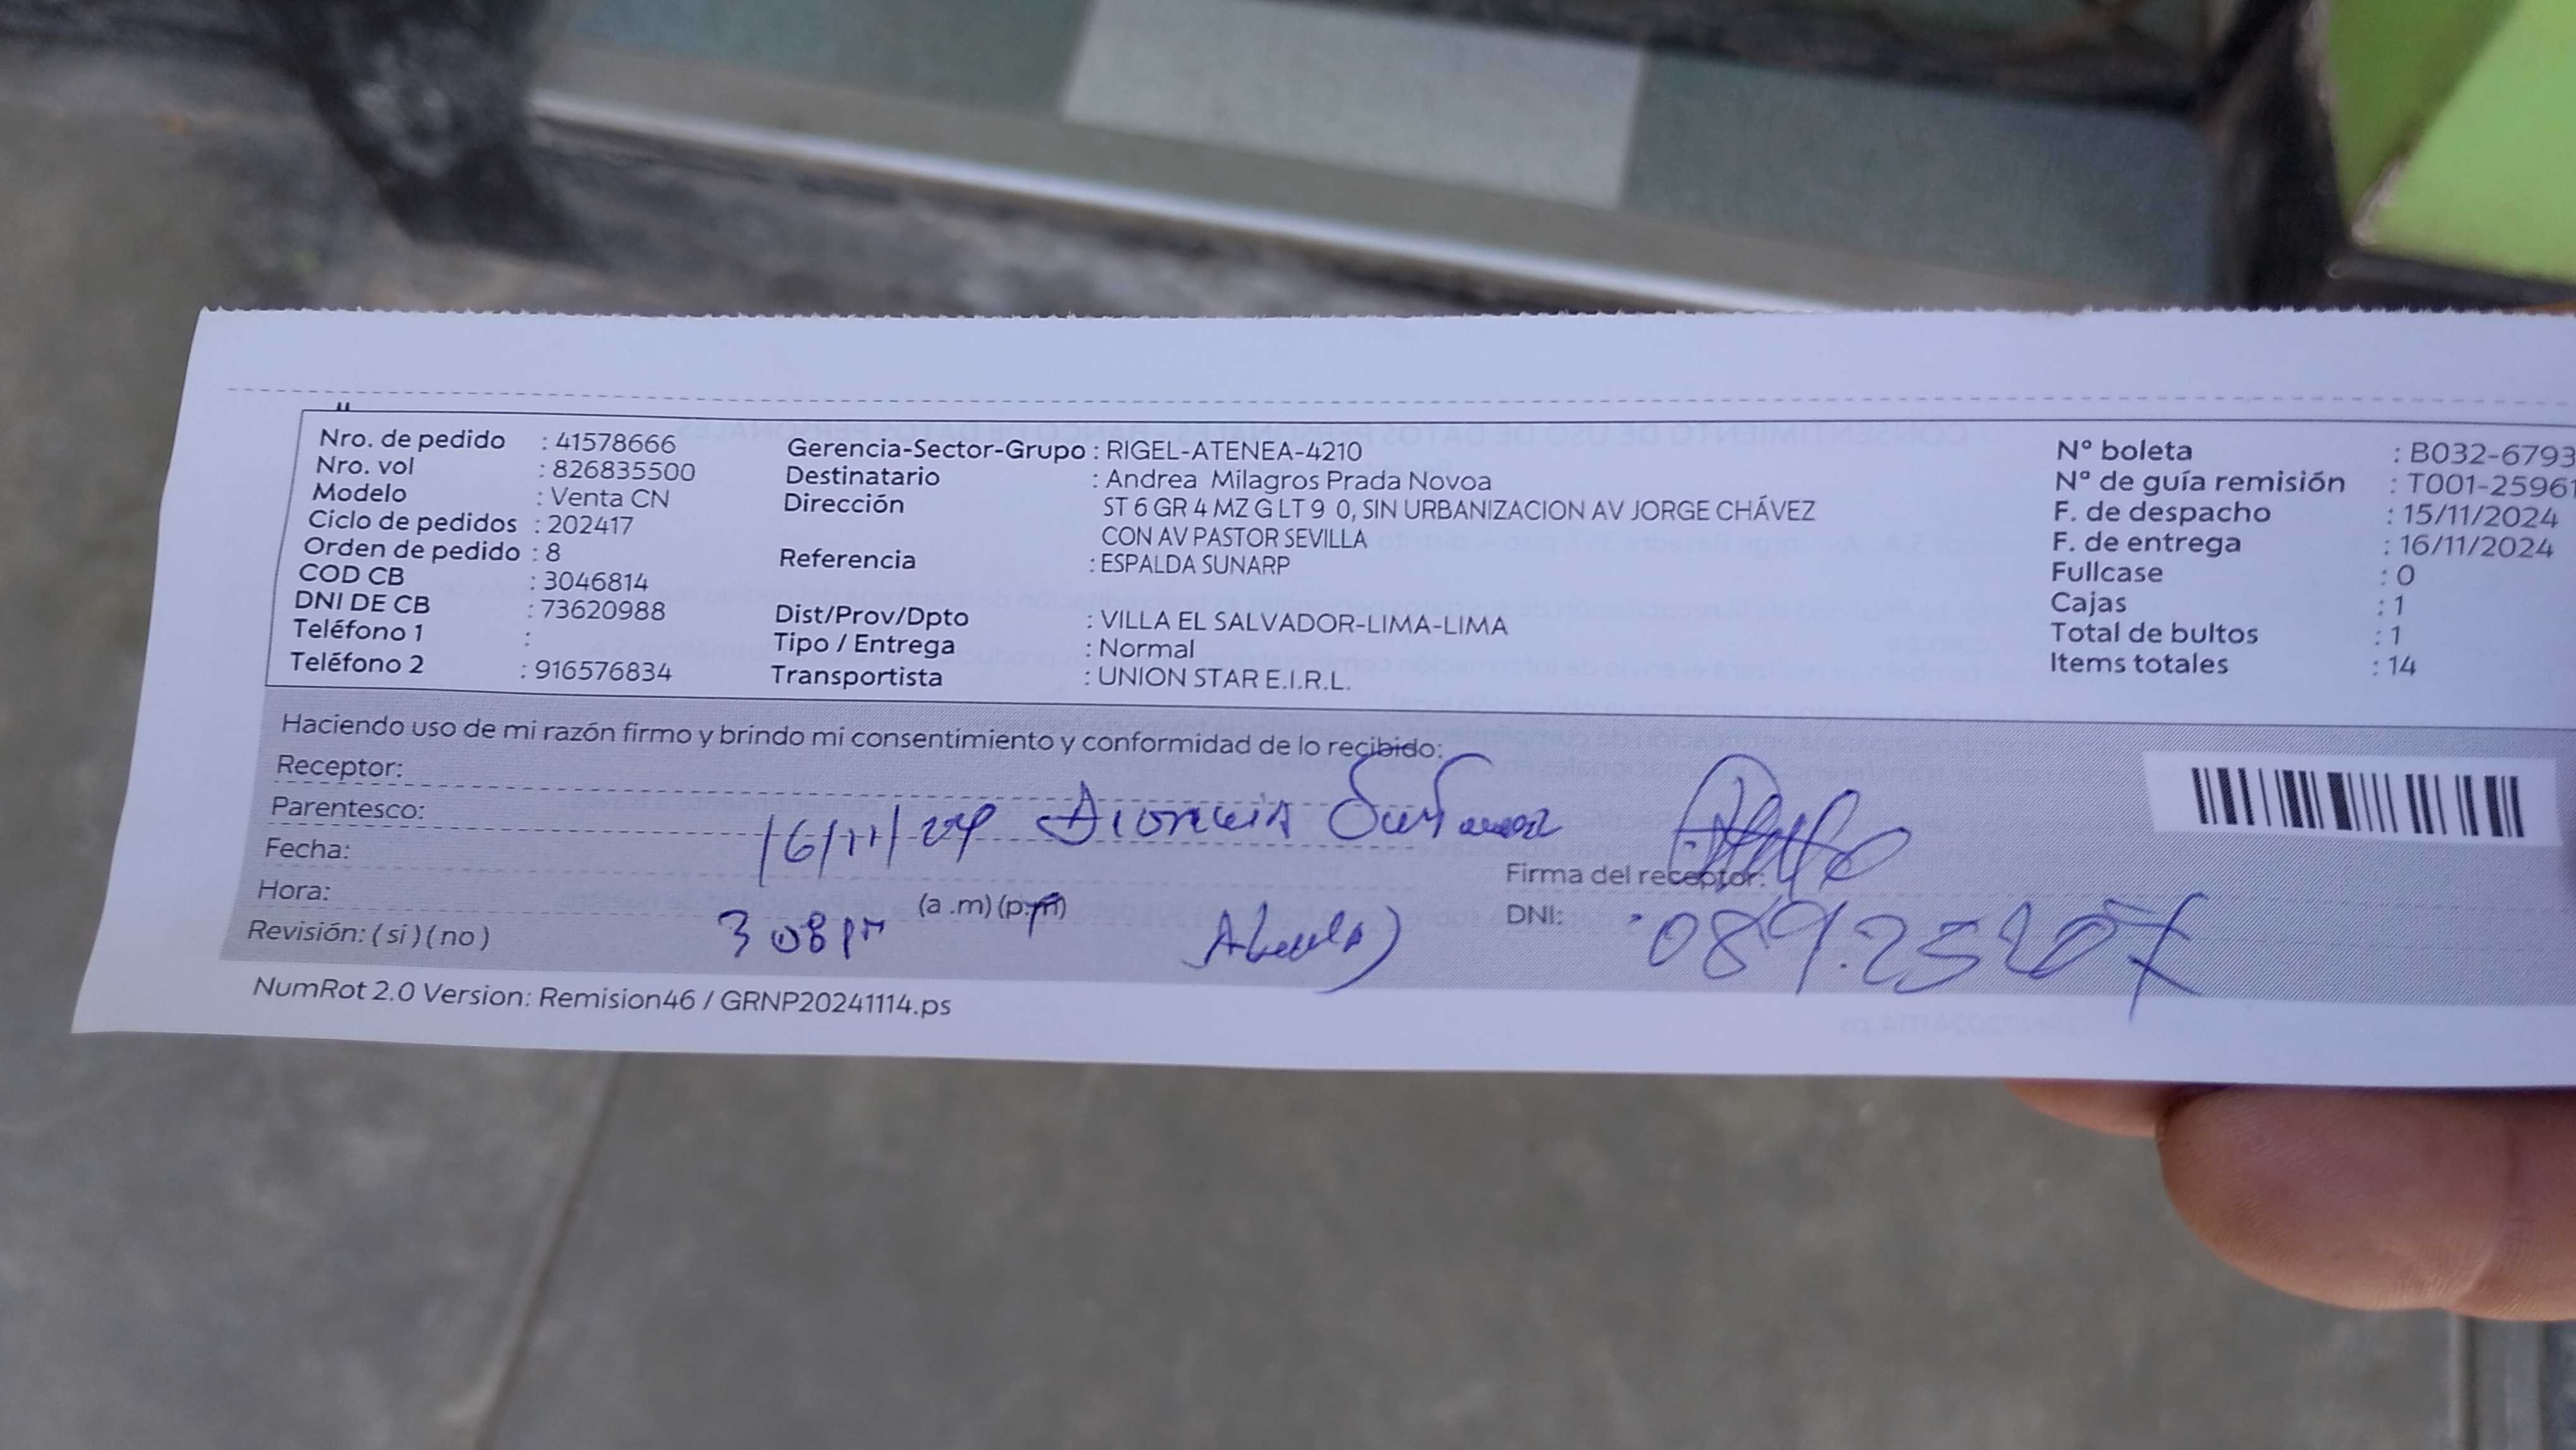 Nro. de pedido : 41578666
Nro. vol : 826835500
Modelo : Venta CN
Ciclo de pedidos : 202417
Orden de pedido : 8
COD CB : 3046814
DNI DE CB : 73620988
Teléfono 1 :
Teléfono 2 : 916576834
Gerencia-Sector-Grupo : RIGEL-ATENEA-4210
Destinatario : Andrea Milagros Prada Novoa
Dirección ST 6 GR 4 MZ G LT 9 0, SIN URBANIZACION AV JORGE CHÁVEZ
CON AV PASTOR SEVILLA
Referencia : ESPALDA SUNARP
Dist/Prov/Dpto : VILLA EL SALVADOR-LIMA-LIMA
Tipo / Entrega : Normal
Transportista : UNION STAR E.I.R.L.
Nº boleta : B032-6793
Nº de guía remisión : T001-25961
F. de despacho : 15/11/2024
F. de entrega : 16/11/2024
Fullcase : 0
Cajas : 1
Total de bultos : 1
Items totales : 14
Haciendo uso de mi razón firmo y brindo mi consentimiento y conformidad de lo recibido:
Receptor:
Parentesco:
16/11/24
Fecha:
Firma del receptor:
Hora: (a .m) (p.m)
DNI:
3 08 pm
Revisión: ( si ) ( no )
NumRot 2.0 Version: Remision46 / GRNP20241114.ps